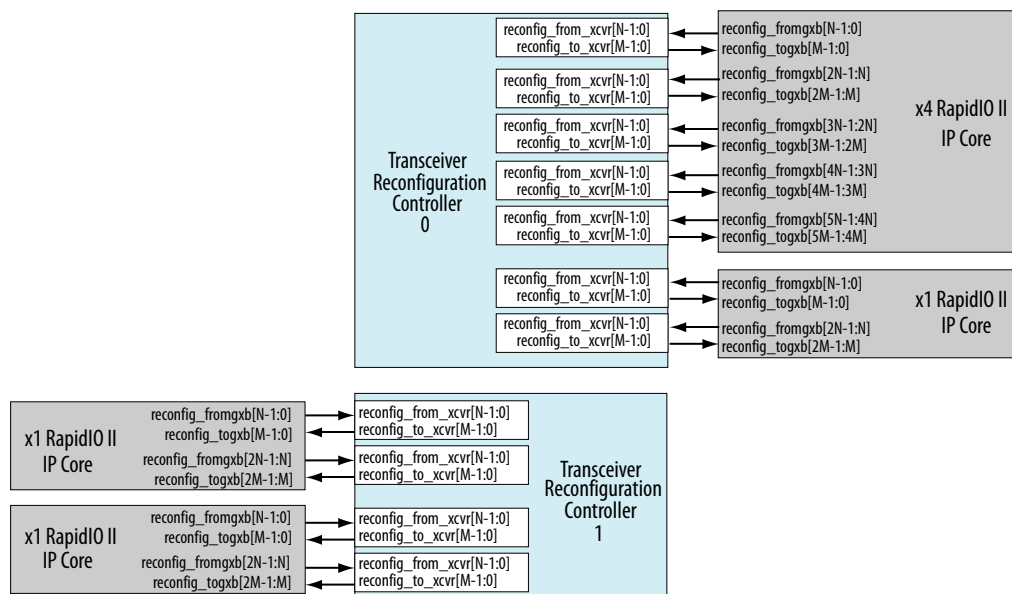 reconfig_from_xcvr[N-1:0]
reconfig_to_xcvr[M-1:0]
reconfig_from_xcvr[N-1:0]
reconfig_to_xcvr[M-1:0]
reconfig_from_xcvr[N-1:0]
reconfig_to_xcvr[M-1:0]
reconfig_from_xcvr[N-1:0]
reconfig_to_xcvr[M-1:0]
reconfig_from_xcvr[N-1:0]
reconfig_to_xcvr[M-1:0]
reconfig_from_xcvr[N-1:0]
reconfig_to_xcvr[M-1:0]
reconfig_from_xcvr[N-1:0]
reconfig_to_xcvr[M-1:0]
Transceiver
Reconfiguration
Controller
0
reconfig_fromgxb[N-1:0]
reconfig_togxb[M-1:0]
reconfig_fromgxb[2N-1:N]
reconfig_togxb[2M-1:M]
reconfig_fromgxb[3N-1:2N]
reconfig_togxb[3M-1:2M]
reconfig_fromgxb[4N-1:3N]
reconfig_togxb[4M-1:3M]
reconfig_fromgxb[5N-1:4N]
reconfig_togxb[5M-1:4M]
x4 RapidIO II
IP Core
reconfig_fromgxb[N-1:0]
reconfig_togxb[M-1:0]
reconfig_fromgxb[2N-1:N]
reconfig_togxb[2M-1:M]
x1 RapidIO II
IP Core
x1 RapidIO II
IP Core
reconfig_fromgxb[N-1:0]
reconfig_togxb[M-1:0]
reconfig_fromgxb[2N-1:N]
reconfig_togxb[2M-1:M]
x1 RapidIO II
IP Core
reconfig_fromgxb[N-1:0]
reconfig_togxb[M-1:0]
reconfig_fromgxb[2N-1:N]
reconfig_togxb[2M-1:M]
reconfig_from_xcvr[N-1:0]
reconfig_to_xcvr[M-1:0]
reconfig_from_xcvr[N-1:0]
reconfig_to_xcvr[M-1:0]
reconfig_from_xcvr[N-1:0]
reconfig_to_xcvr[M-1:0]
reconfig_from_xcvr[N-1:0]
reconfig_to_xcvr[M-1:0]
Transceiver
Reconfiguration
Controller
1